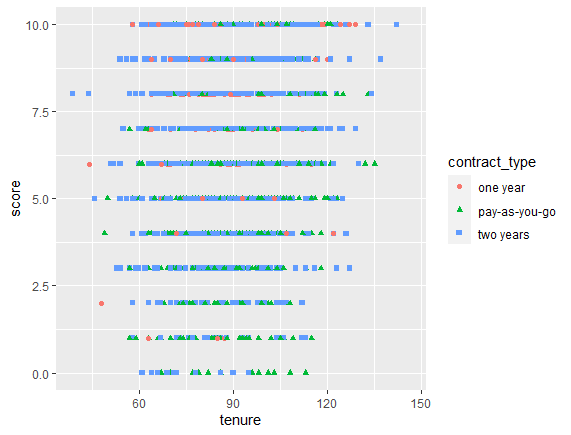 10.0
7.5
5.0
2.5
0.0
score
60
90
120
150
tenure
contract_type
one year
pay-as-you-go
two years